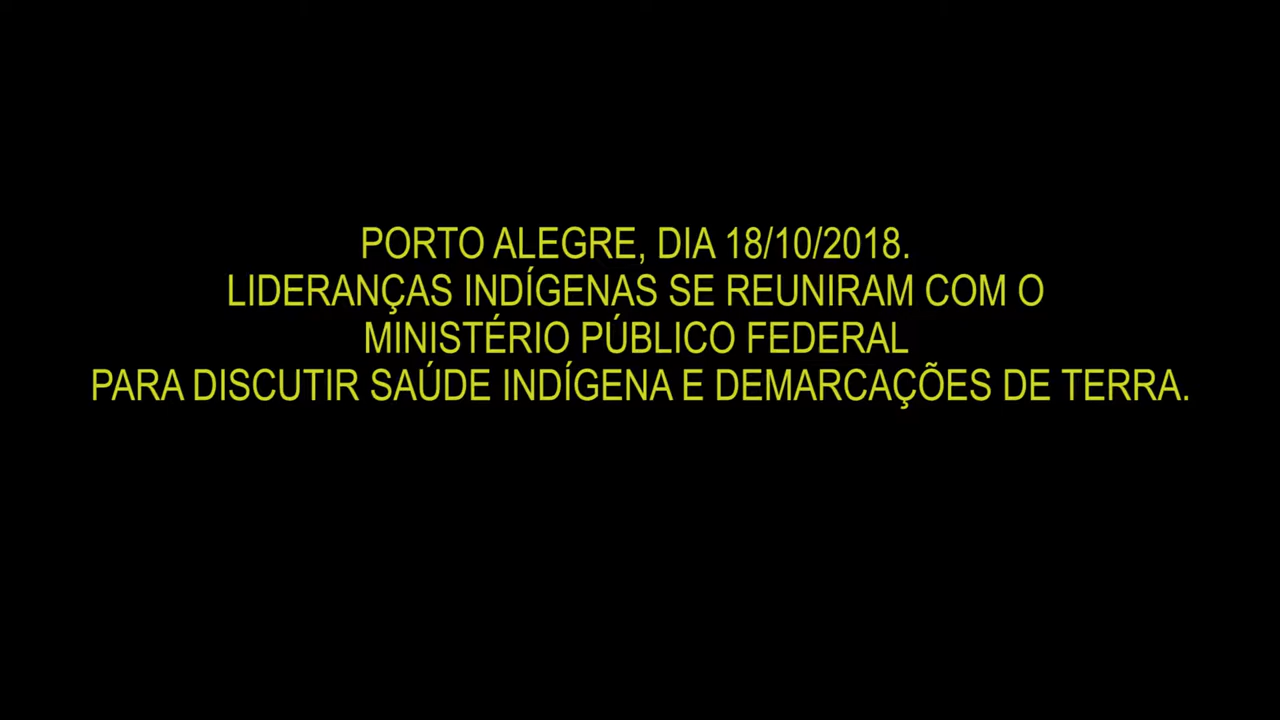 PORTO ALEGRE, DIA 18/10/2018.
LIDERANÇAS INDÍGENAS SE REUNIRAM COM O
MINISTÉRIO PÚBLICO FEDERAL
PARA DISCUTIR SAÚDE INDÍGENA E DEMARCAÇÕES DE TERRA.